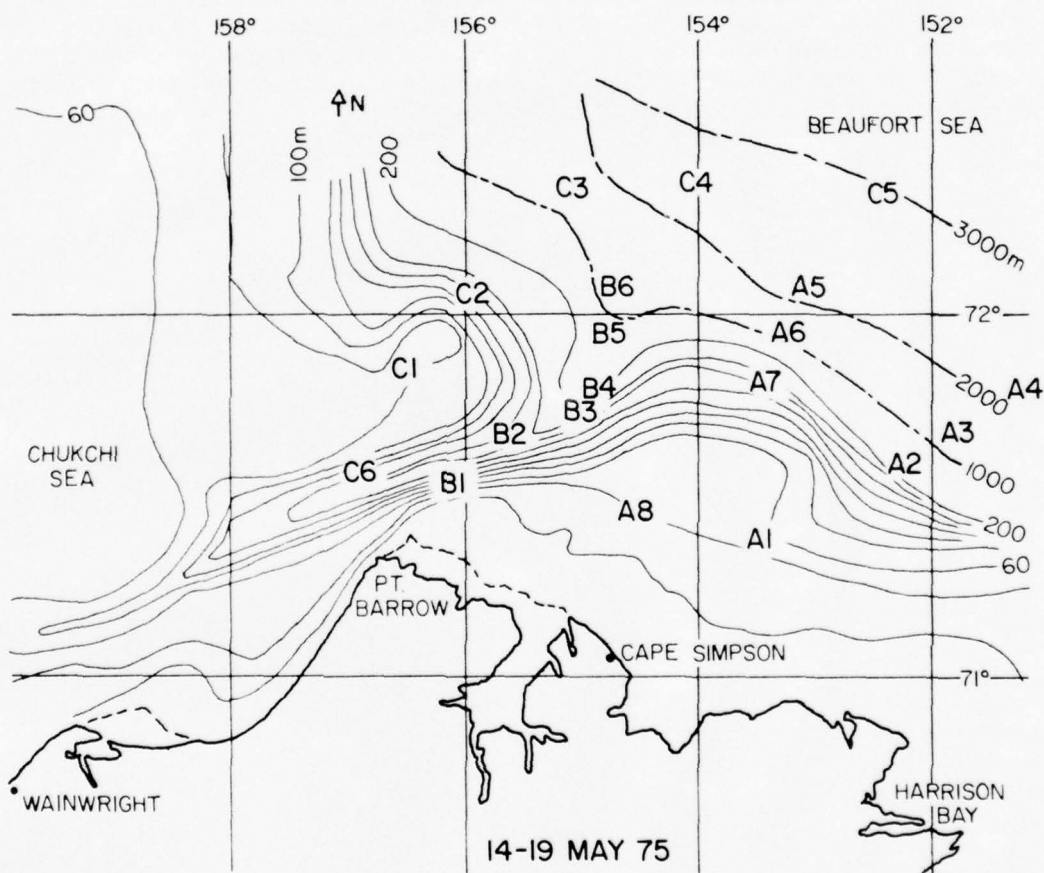 158° 156° 154° 152°
60
N
BEAUFORT SEA
100m
200
C3
C4
C5
3000m
C2
B6
A5
72°
B5
A6
C1
B4
A7
2000
A4
B3
B2
A3
CHUKCHI
SEA
C6
A2
1000
B1
A8
A1
200
60
PT.
BARROW
CAPE SIMPSON
71°
WAINWRIGHT
HARRISON
BAY
14-19 MAY 75